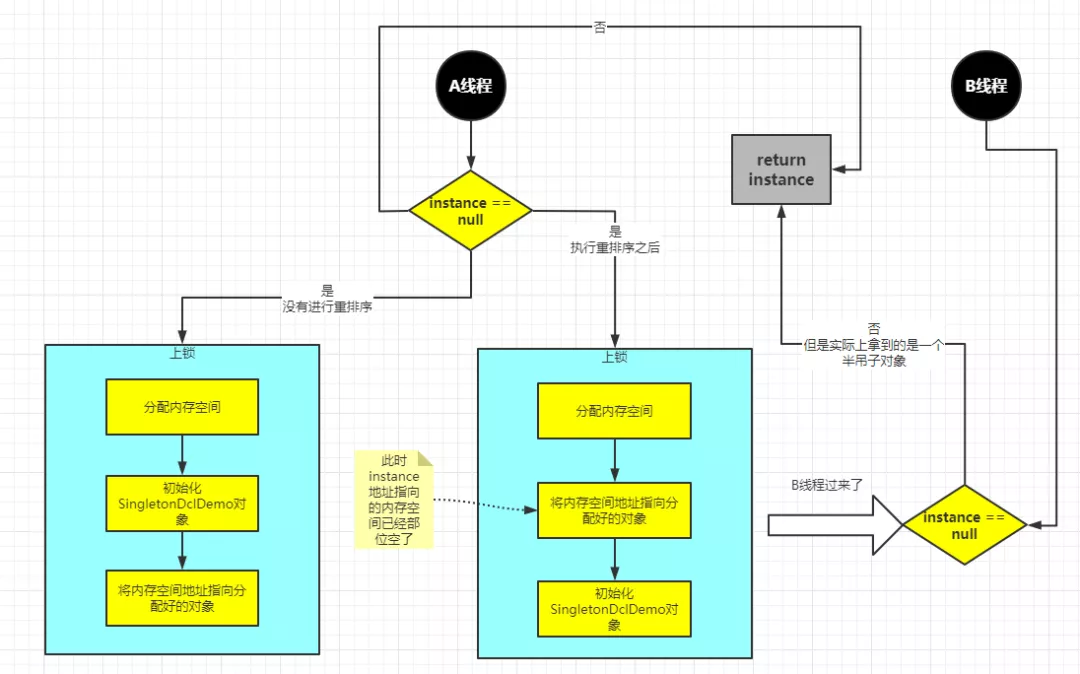 否
A线程
B线程
return
instance
instance ==
null
是
执行重排序之后
是
没有进行重排序
否
但是实际上拿到的是一个
半吊子对象
上锁
分配内存空间
初始化
SingletonDclDemo对
象
将内存空间地址指向分
配好的对象
此时
instance
地址指向
的内存空
间已经部
位空了
上锁
分配内存空间
将内存空间地址指向分
配好的对象
初始化
SingletonDclDemo对
象
B线程过来了
instance ==
null